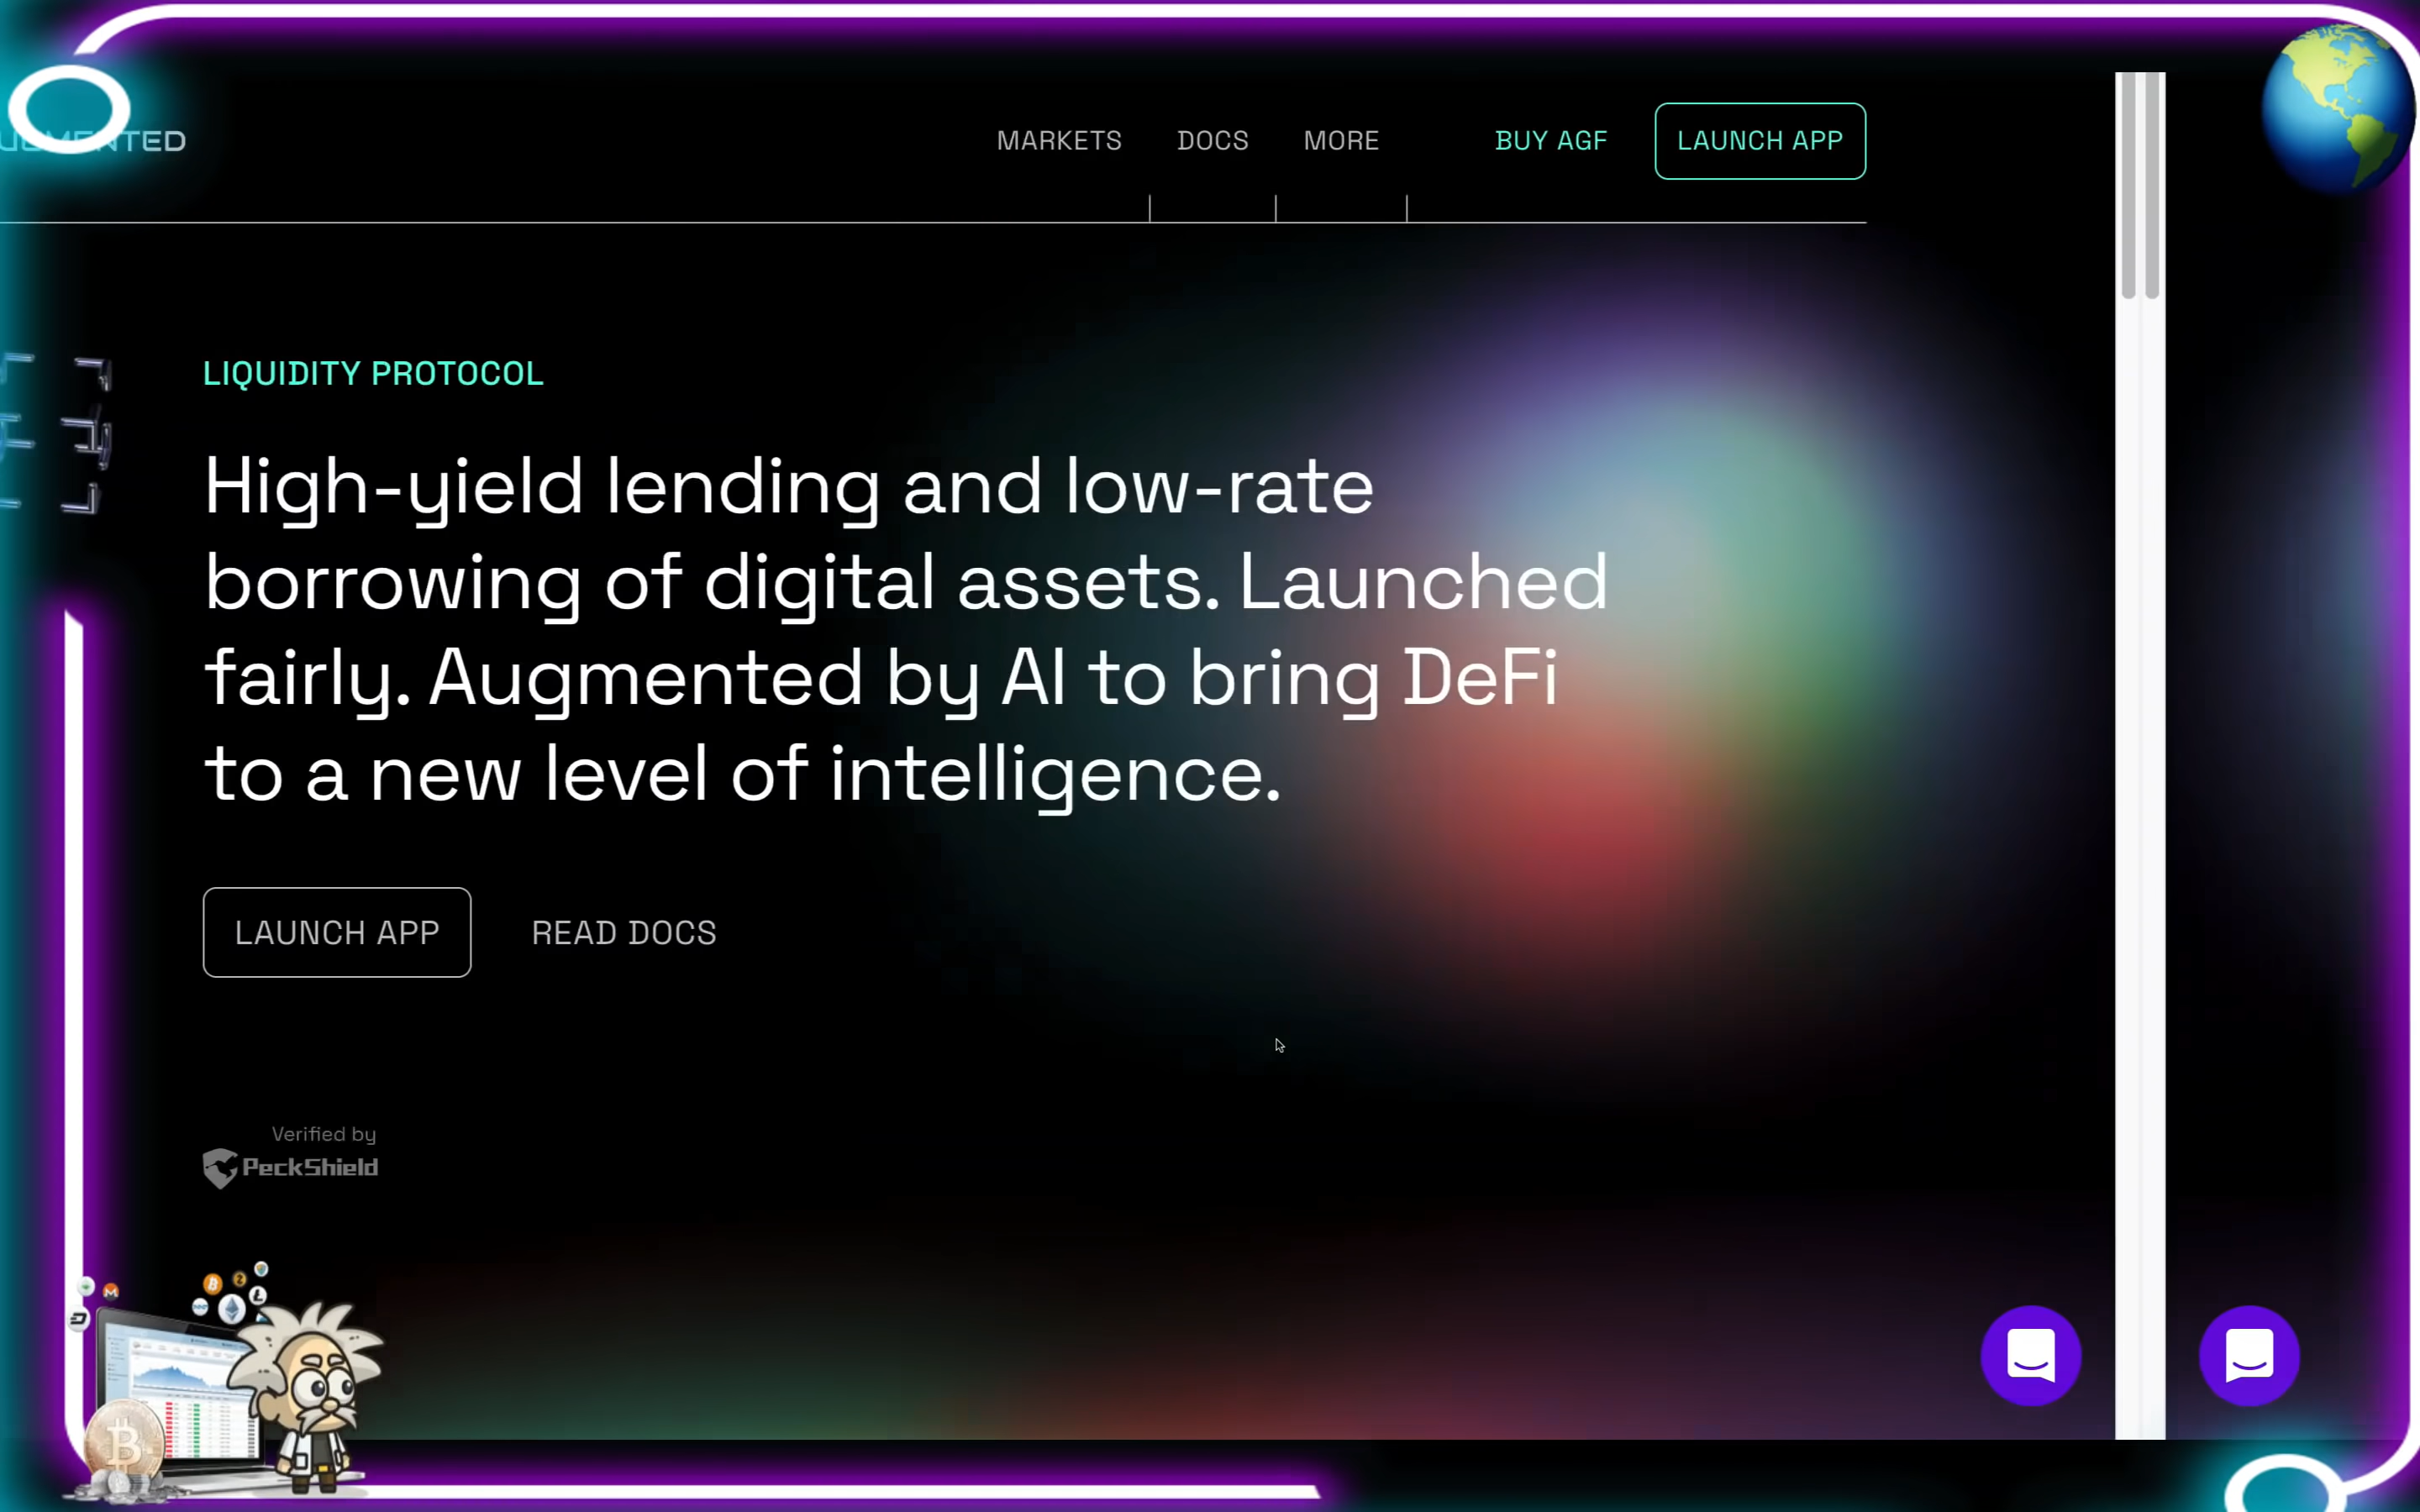 MARKETS DOCS MORE BUY AGF LAUNCH APP
LIQUIDITY PROTOCOL
High-yield lending and low-rate
borrowing of digital assets. Launched
fairly. Augmented by AI to bring DeFi
to a new level of intelligence.
LAUNCH APP READ DOCS
Verified by
PeckShield